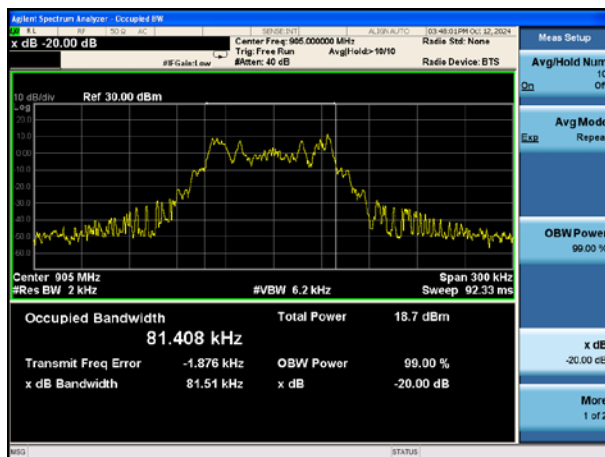 Agilent Spectrum Analyzer - Occupied BW
RL RF 50 Ω AC SENSE:INT ALIGN AUTO 03:48:01PM Oct 12, 2024
x dB -20.00 dB
Center Freq: 905.000000 MHz Radio Std: None
Trig: Free Run Avg|Hold>10/10
#IFGain:Low #Atten: 40 dB Radio Device: BTS
10 dB/div Ref 30.00 dBm
Log
20.0
10.0
0.00
10.0
20.0
30.0
40.0
50.0
60.0
Center 905 MHz Span 300 kHz
#Res BW 2 kHz #VBW 6.2 kHz Sweep 92.33 ms
Occupied Bandwidth Total Power 18.7 dBm
81.408 kHz
Transmit Freq Error -1.876 kHz OBW Power 99.00 %
x dB Bandwidth 81.51 kHz x dB -20.00 dB
MSG STATUS
Meas Setup
Avg/Hold Num
10
On Off
Avg Mode
Exp Repeat
OBW Power
99.00 %
x dB
-20.00 dB
More
1 of 2